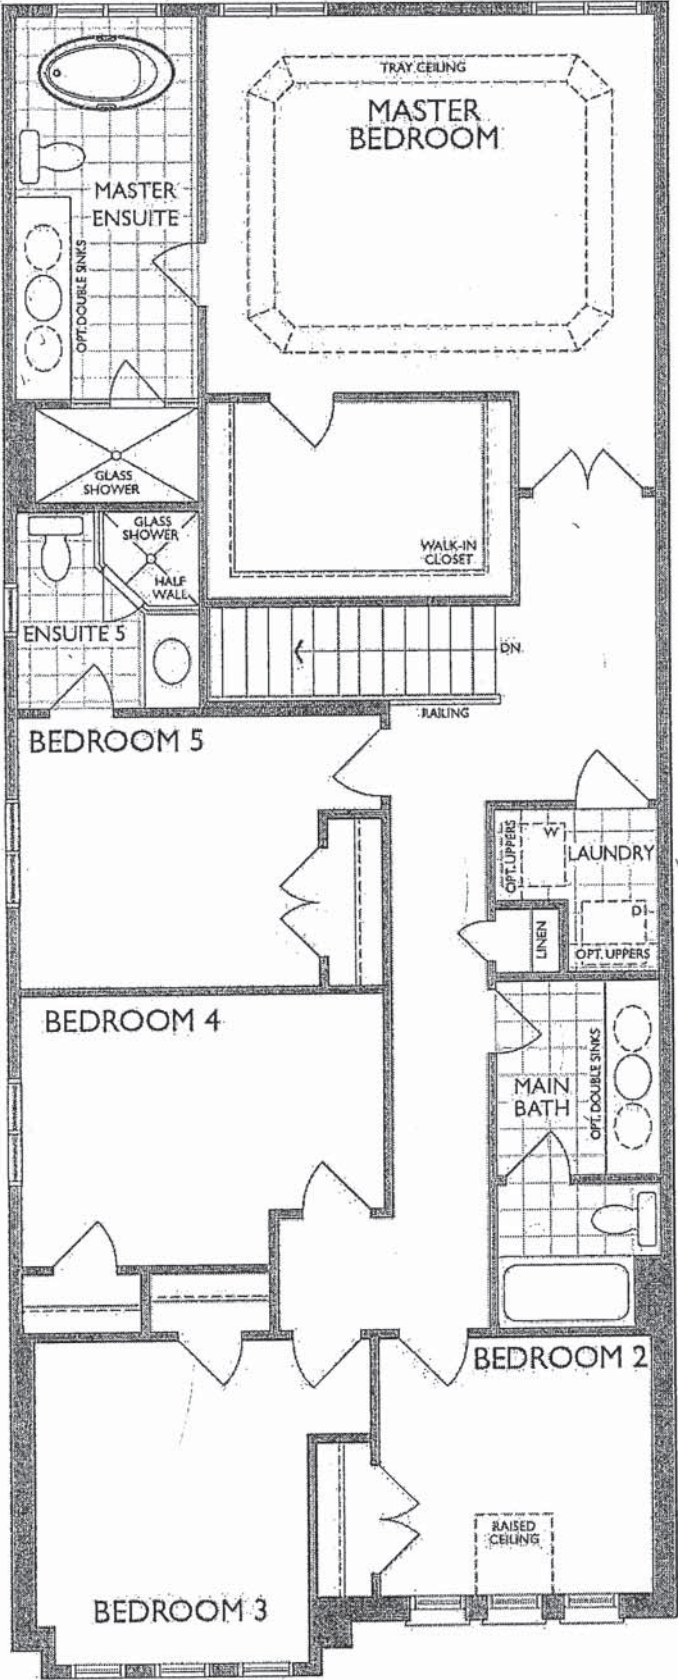 TRAY CEILING
MASTER
BEDROOM
MASTER
ENSUITE
OPT. DOUBLE SINKS
GLASS
SHOWER
WALK-IN
CLOSET
GLASS
SHOWER
HALF
WALL
ENSUITE 5
DN
RAILING
BEDROOM 5
OPT. UPPERS
W
LAUNDRY
D
OPT. UPPERS
LINEN
BEDROOM 4
MAIN
BATH
OPT. DOUBLE SINKS
BEDROOM 2
RAISED
CEILING
BEDROOM 3